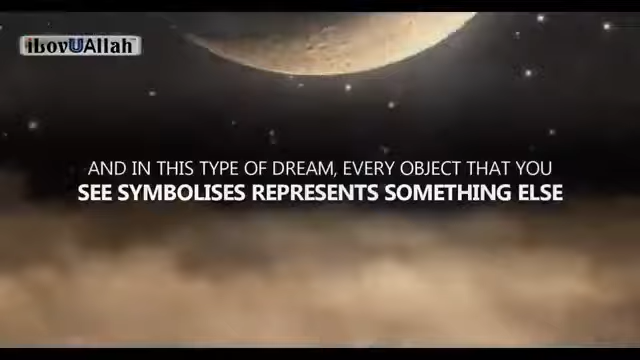 iLovUAllah
AND IN THIS TYPE OF DREAM, EVERY OBJECT THAT YOU
SEE SYMBOLISES REPRESENTS SOMETHING ELSE